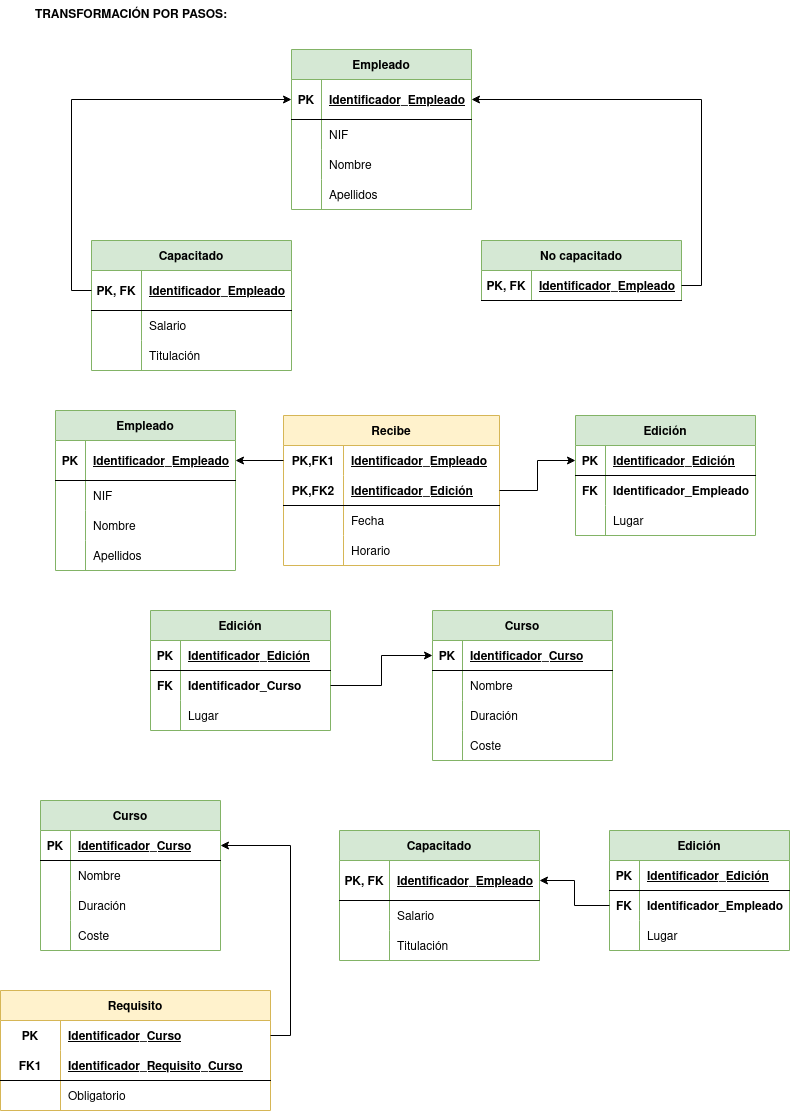 TRANSFORMACIÓN POR PASOS:
Empleado
PK Identificador_Empleado
NIF
Nombre
Apellidos
Capacitado
PK, FK Identificador_Empleado
Salario
Titulación
No capacitado
PK, FK Identificador_Empleado
Empleado
PK Identificador_Empleado
NIF
Nombre
Apellidos
Recibe
PK,FK1 Identificador_Empleado
PK,FK2 Identificador_Edición
Fecha
Horario
Edición
PK Identificador_Edición
FK Identificador_Empleado
Lugar
Edición
PK Identificador_Edición
FK Identificador_Curso
Lugar
Curso
PK Identificador_Curso
Nombre
Duración
Coste
Curso
PK Identificador_Curso
Nombre
Duración
Coste
Capacitado
PK, FK Identificador_Empleado
Salario
Titulación
Edición
PK Identificador_Edición
FK Identificador_Empleado
Lugar
Requisito
PK Identificador_Curso
FK1 Identificador_Requisito_Curso
Obligatorio